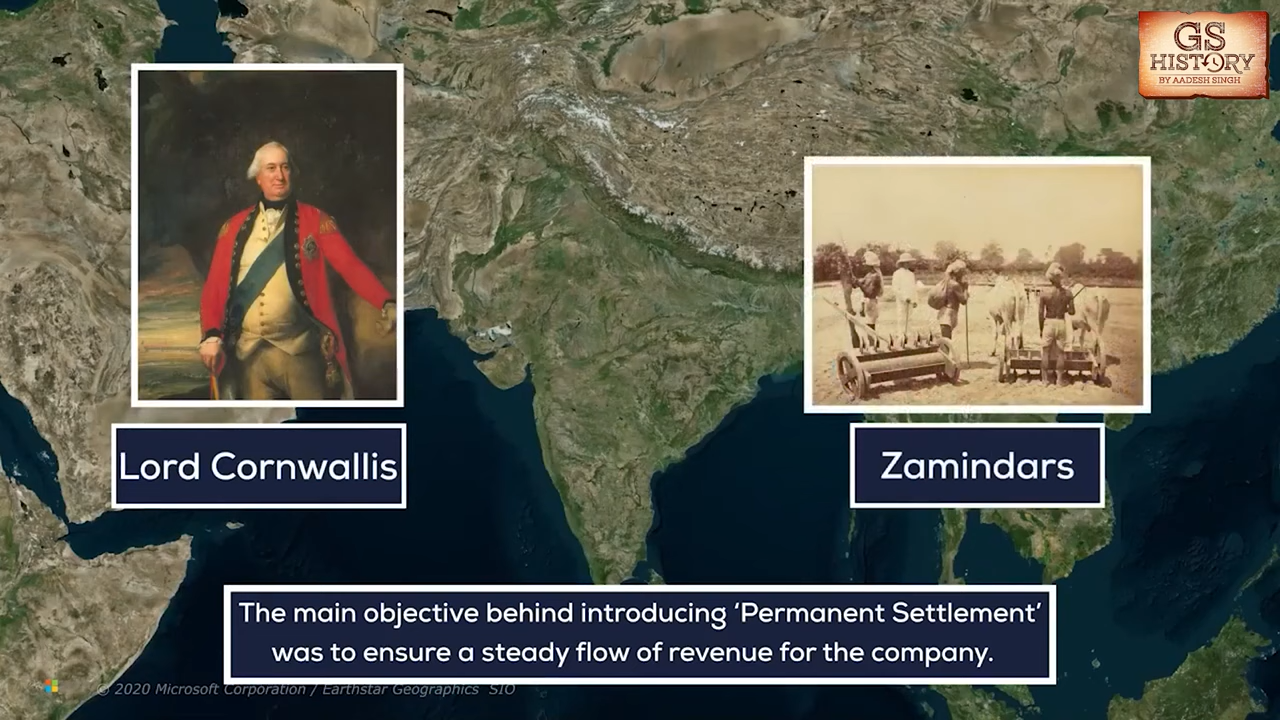 GS
HISTORY
BY AADESH SINGH
Lord Cornwallis
Zamindars
The main objective behind introducing ‘Permanent Settlement’
was to ensure a steady flow of revenue for the company.
© 2020 Microsoft Corporation / Earthstar Geographics SIO